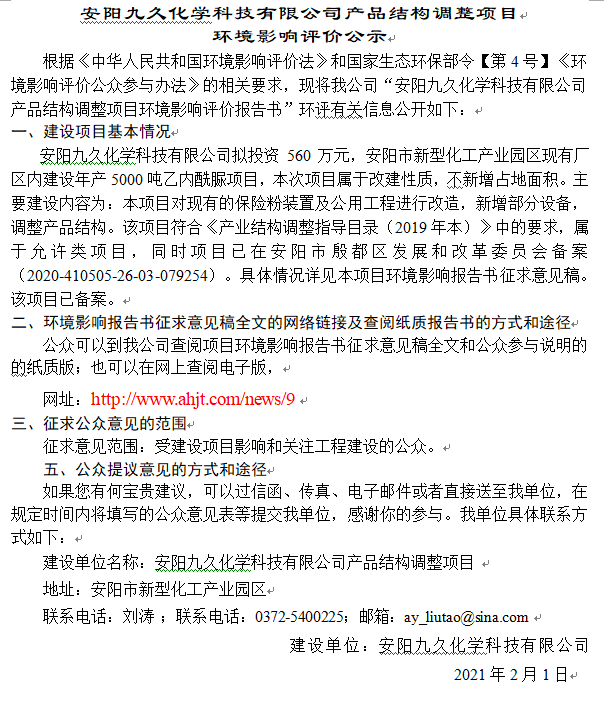 安阳九久化学科技有限公司产品结构调整项目
环境影响评价公示
根据《中华人民共和国环境影响评价法》和国家生态环保部令【第 4 号】《环
境影响评价公众参与办法》的相关要求，现将我公司“安阳九久化学科技有限公司
产品结构调整项目环境影响评价报告书”环评有关信息公开如下：
一、建设项目基本情况
安阳九久化学科技有限公司拟投资 560 万元，安阳市新型化工产业园区现有厂
区内建设年产 5000 吨乙内酰脲项目，本次项目属于改建性质，不新增占地面积。主
要建设内容为：本项目对现有的保险粉装置及公用工程进行改造，新增部分设备，
调整产品结构。该项目符合《产业结构调整指导目录（2019 年本）》中的要求，属
于允许类项目，同时项目已在安阳市殷都区发展和改革委员会备案
（2020-410505-26-03-079254）。具体情况详见本项目环境影响报告书征求意见稿。
该项目已备案。
二、环境影响报告书征求意见稿全文的网络链接及查阅纸质报告书的方式和途径
公众可以到我公司查阅项目环境影响报告书征求意见稿全文和公众参与说明的
的纸质版；也可以在网上查阅电子版，
网址：http://www.ahjt.com/news/9
三、征求公众意见的范围
征求意见范围：受建设项目影响和关注工程建设的公众。
五、公众提议意见的方式和途径
如果您有何宝贵建议，可以过信函、传真、电子邮件或者直接送至我单位，在
规定时间内将填写的公众意见表等提交我单位，感谢你的参与。我单位具体联系方
式如下：
建设单位名称：安阳九久化学科技有限公司产品结构调整项目
地址：安阳市新型化工产业园区
联系电话：刘涛；联系电话：0372-5400225；邮箱：ay_liutao@sina.com
建设单位：安阳九久化学科技有限公司
2021 年 2 月 1 日